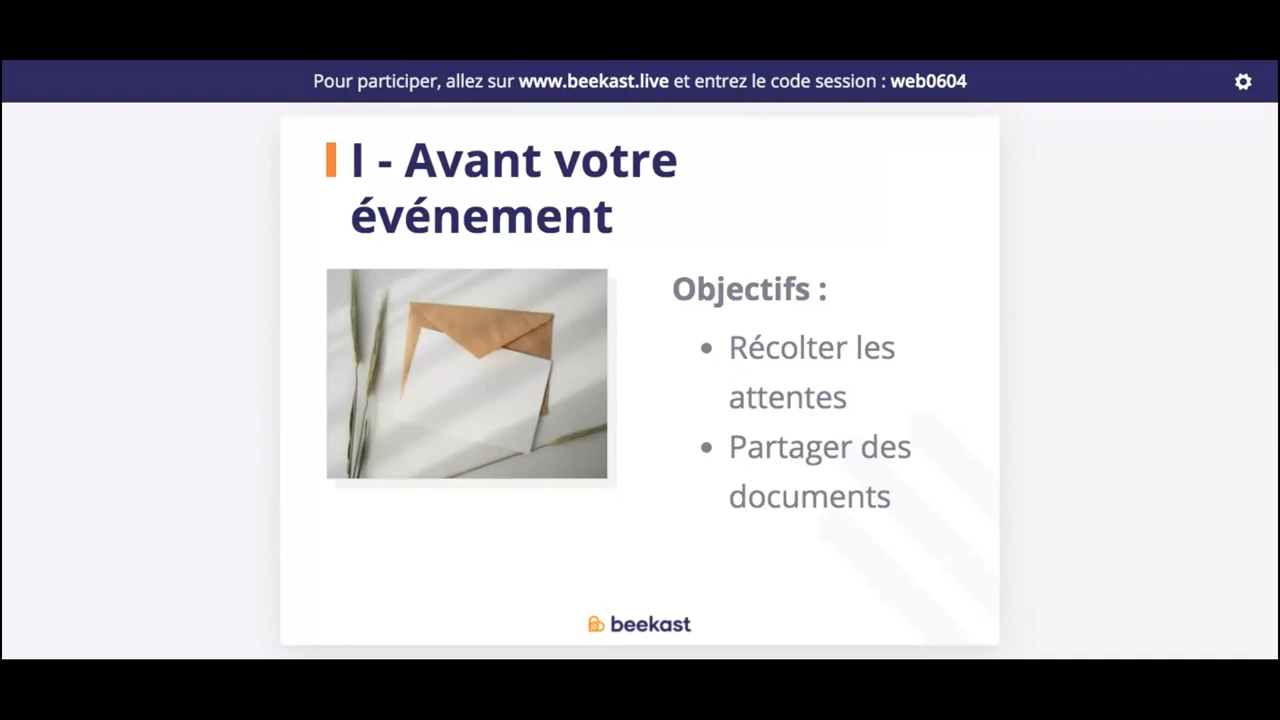 Pour participer, allez sur www.beekast.live et entrez le code session : web0604
I - Avant votre
événement
Objectifs :
• Récolter les
attentes
• Partager des
documents
beekast